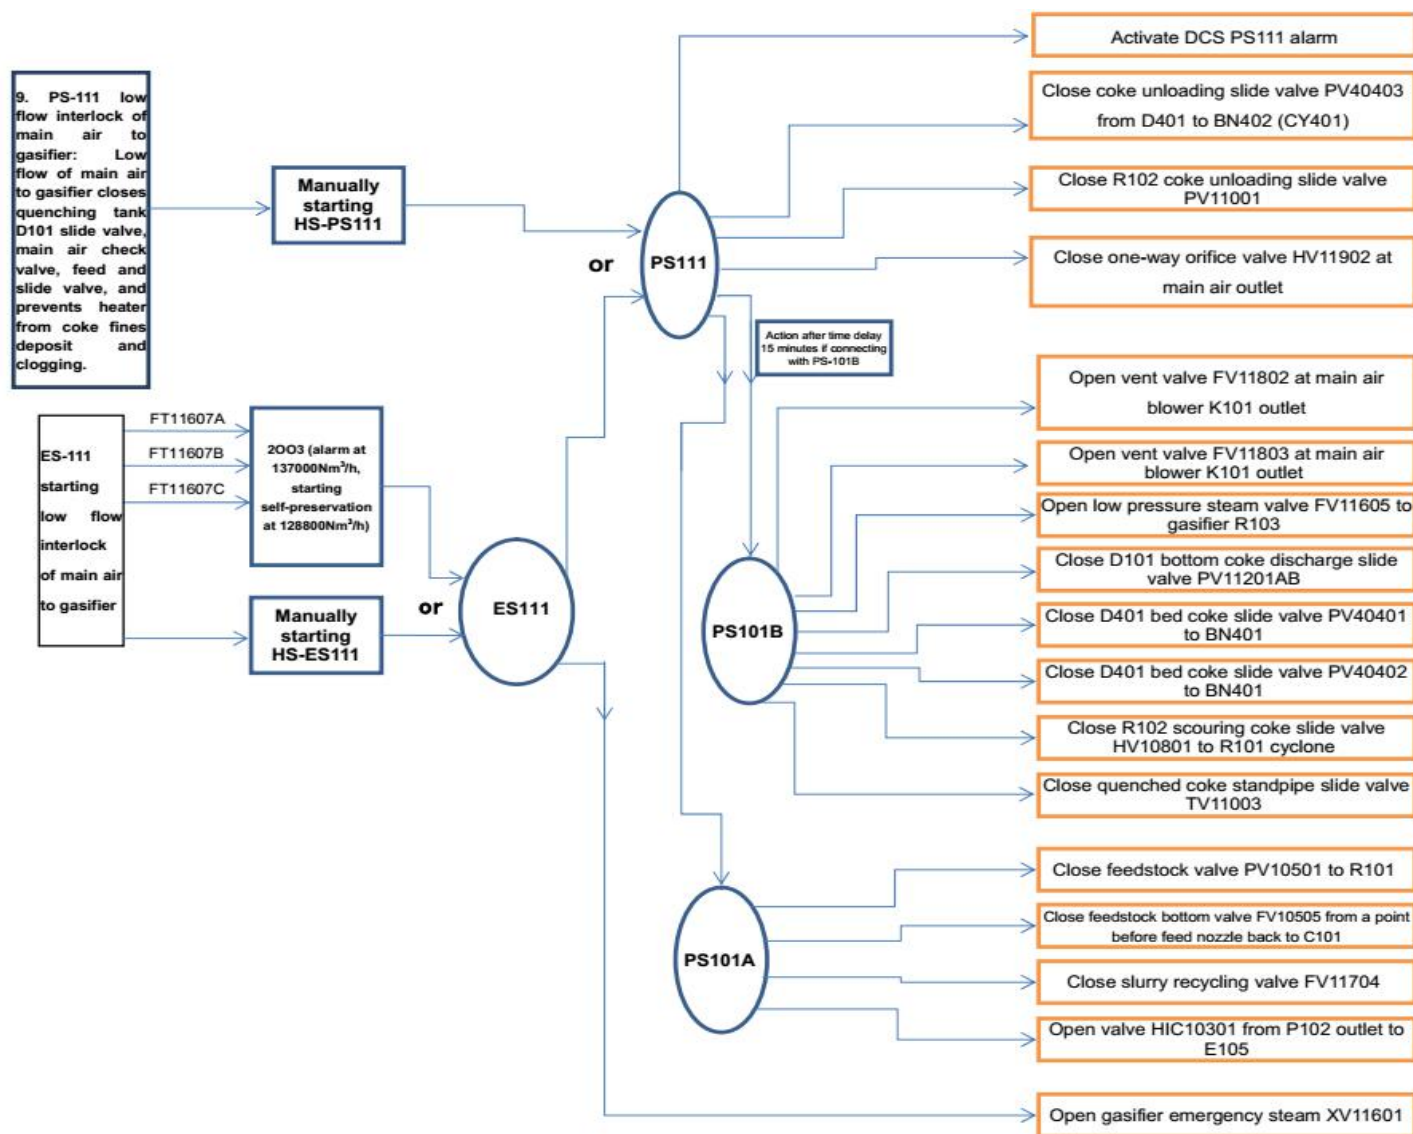 Activate DCS PS111 alarm
9. PS-111 low
flow interlock of
main air to
gasifier: Low
flow of main air
to gasifier closes
quenching tank
D101 slide valve,
main air check
valve, feed and
slide valve, and
prevents heater
from coke fines
deposit and
clogging.
Manually
starting
HS-PS111
or
PS111
Close coke unloading slide valve PV40403
from D401 to BN402 (CY401)
Close R102 coke unloading slide valve
PV11001
Close one-way orifice valve HV11902 at
main air outlet
Action after time delay
15 minutes if connecting
with PS-101B
ES-111
starting
low flow
interlock
of main air
to gasifier
FT11607A
FT11607B
FT11607C
2OO3 (alarm at
137000Nm³/h,
starting
self-preservation
at 128800Nm³/h)
Manually
starting
HS-ES111
or
ES111
PS101B
Open vent valve FV11802 at main air
blower K101 outlet
Open vent valve FV11803 at main air
blower K101 outlet
Open low pressure steam valve FV11605 to
gasifier R103
Close D101 bottom coke discharge slide
valve PV11201AB
Close D401 bed coke slide valve PV40401
to BN401
Close D401 bed coke slide valve PV40402
to BN401
Close R102 scouring coke slide valve
HV10801 to R101 cyclone
Close quenched coke standpipe slide valve
TV11003
PS101A
Close feedstock valve PV10501 to R101
Close feedstock bottom valve FV10505 from a point
before feed nozzle back to C101
Close slurry recycling valve FV11704
Open valve HIC10301 from P102 outlet to
E105
Open gasifier emergency steam XV11601